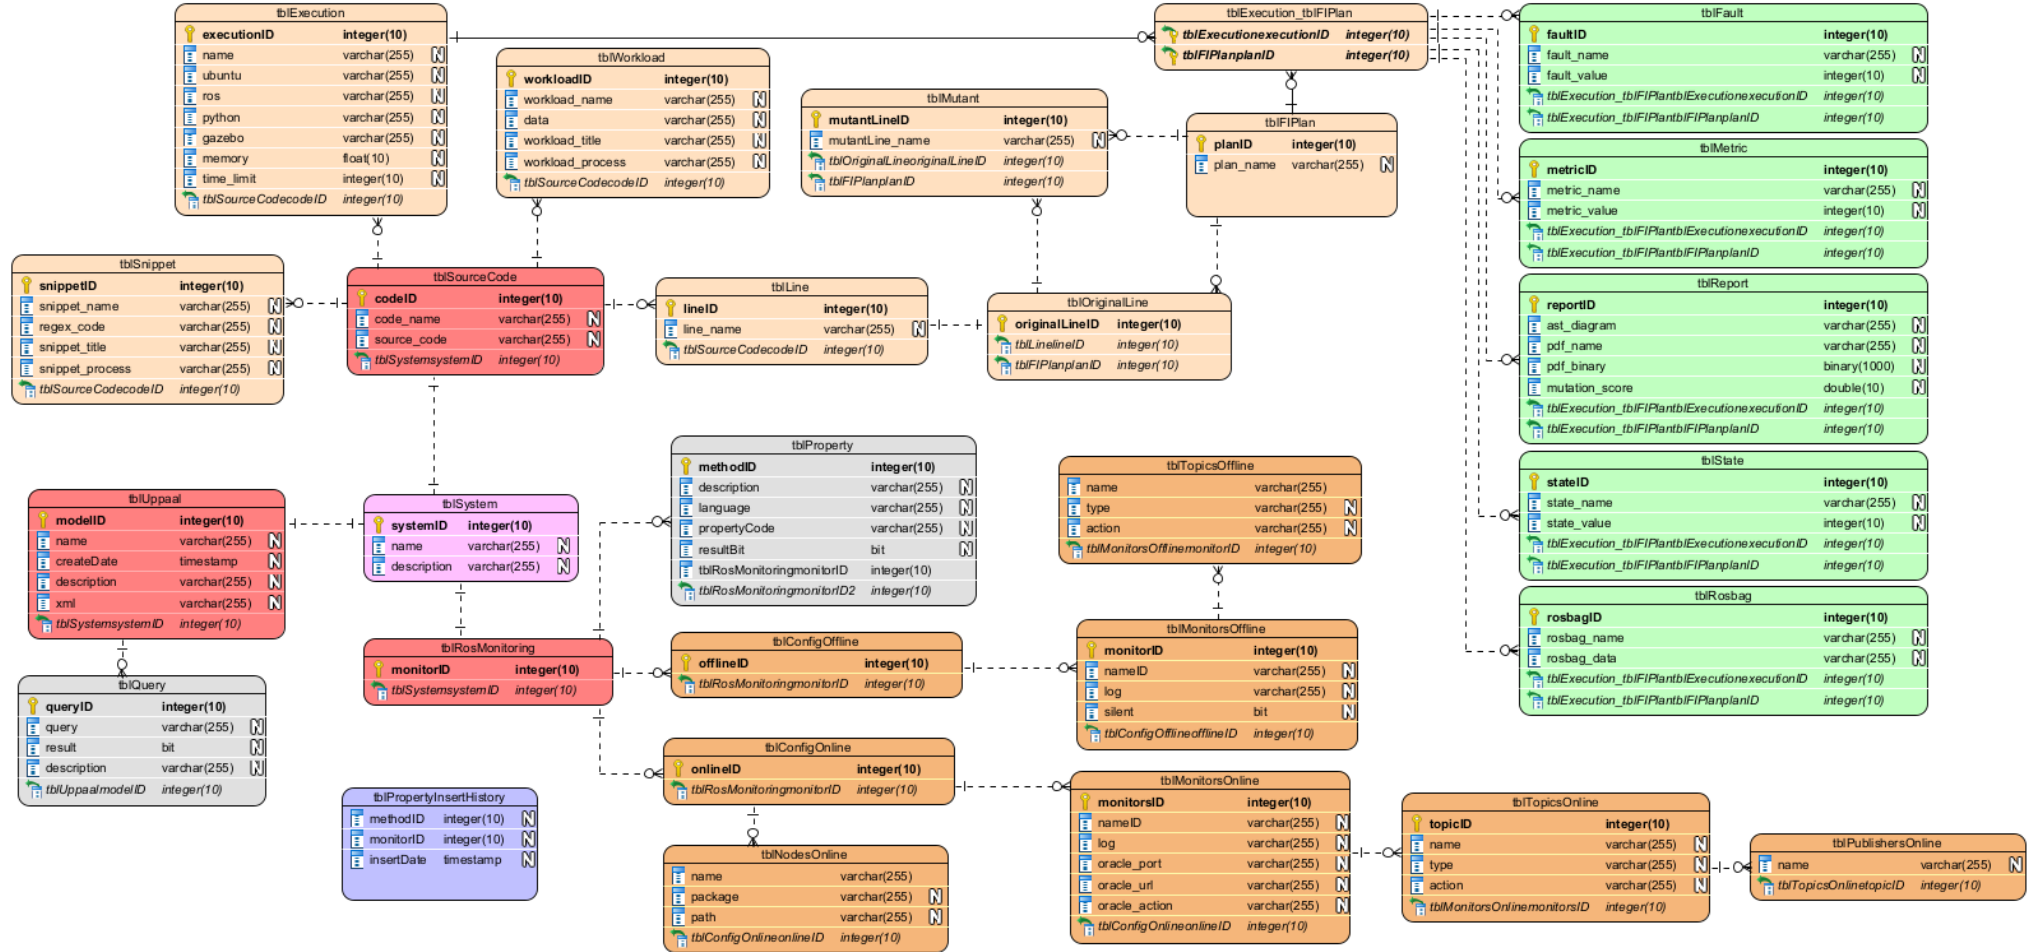 tblExecution
executionID integer(10)
name varchar(255) N
ubuntu varchar(255) N
ros varchar(255) N
python varchar(255) N
gazebo varchar(255) N
memory float(10) N
time_limit integer(10) N
tblSourceCodecodeID integer(10)
tblWorkload
workloadID integer(10)
workload_name varchar(255) N
data varchar(255) N
workload_title varchar(255) N
workload_process varchar(255) N
tblSourceCodecodeID integer(10)
tblMutant
mutantLineID integer(10)
mutantLine_name varchar(255) N
tblOriginalLineoriginalLineID integer(10)
tblFIPlanplanID integer(10)
tblExecution_tblFIPlan
tblExecutionexecutionID integer(10)
tblFIPlanplanID integer(10)
tblFIPlan
planID integer(10)
plan_name varchar(255) N
tblFault
faultID integer(10)
fault_name varchar(255) N
fault_value integer(10) N
tblExecution_tblFIPlantblExecutionexecutionID integer(10)
tblExecution_tblFIPlantblFIPlanplanID integer(10)
tblMetric
metricID integer(10)
metric_name varchar(255) N
metric_value integer(10) N
tblExecution_tblFIPlantblExecutionexecutionID integer(10)
tblExecution_tblFIPlantblFIPlanplanID integer(10)
tblReport
reportID integer(10)
ast_diagram varchar(255) N
pdf_name varchar(255) N
pdf_binary binary(1000) N
mutation_score double(10) N
tblExecution_tblFIPlantblExecutionexecutionID integer(10)
tblExecution_tblFIPlantblFIPlanplanID integer(10)
tblState
stateID integer(10)
state_name varchar(255) N
state_value integer(10) N
tblExecution_tblFIPlantblExecutionexecutionID integer(10)
tblExecution_tblFIPlantblFIPlanplanID integer(10)
tblRosbag
rosbagID integer(10)
rosbag_name varchar(255) N
rosbag_data varchar(255) N
tblExecution_tblFIPlantblExecutionexecutionID integer(10)
tblExecution_tblFIPlantblFIPlanplanID integer(10)
tblSnippet
snippetID integer(10)
snippet_name varchar(255) N
regex_code varchar(255) N
snippet_title varchar(255) N
snippet_process varchar(255) N
tblSourceCodecodeID integer(10)
tblSourceCode
codeID integer(10)
code_name varchar(255) N
source_code varchar(255) N
tblSystemsystemID integer(10)
tblLine
lineID integer(10)
line_name varchar(255) N
tblSourceCodecodeID integer(10)
tblOriginalLine
originalLineID integer(10)
tblLinelineID integer(10)
tblFIPlanplanID integer(10)
tblUppaal
modelID integer(10)
name varchar(255) N
createDate timestamp N
description varchar(255) N
xml varchar(255) N
tblSystemsystemID integer(10)
tblSystem
systemID integer(10)
name varchar(255) N
description varchar(255) N
tblProperty
methodID integer(10)
description varchar(255) N
language varchar(255) N
propertyCode varchar(255) N
resultBit bit N
tblRosMonitoringmonitorID integer(10)
tblRosMonitoringmonitorID2 integer(10)
tblTopicsOffline
name varchar(255)
type varchar(255) N
action varchar(255) N
tblMonitorsOfflinemonitorID integer(10)
tblRosMonitoring
monitorID integer(10)
tblSystemsystemID integer(10)
tblConfigOffline
offlineID integer(10)
tblRosMonitoringmonitorID integer(10)
tblMonitorsOffline
monitorID integer(10)
nameID varchar(255) N
log varchar(255) N
silent bit N
tblConfigOfflineofflineID integer(10)
tblQuery
queryID integer(10)
query varchar(255) N
result bit N
description varchar(255) N
tblUppaalmodelID integer(10)
tblPropertyInsertHistory
methodID integer(10) N
monitorID integer(10) N
insertDate timestamp N
tblConfigOnline
onlineID integer(10)
tblRosMonitoringmonitorID integer(10)
tblNodesOnline
name varchar(255)
package varchar(255) N
path varchar(255) N
tblConfigOnlineonlineID integer(10)
tblMonitorsOnline
monitorsID integer(10)
nameID varchar(255) N
log varchar(255) N
oracle_port varchar(255) N
oracle_url varchar(255) N
oracle_action varchar(255) N
tblConfigOnlineonlineID integer(10)
tblTopicsOnline
topicID integer(10)
name varchar(255) N
type varchar(255) N
action varchar(255) N
tblMonitorsOnlinemonitorsID integer(10)
tblPublishersOnline
name varchar(255) N
tblTopicsOnlinetopicID integer(10)